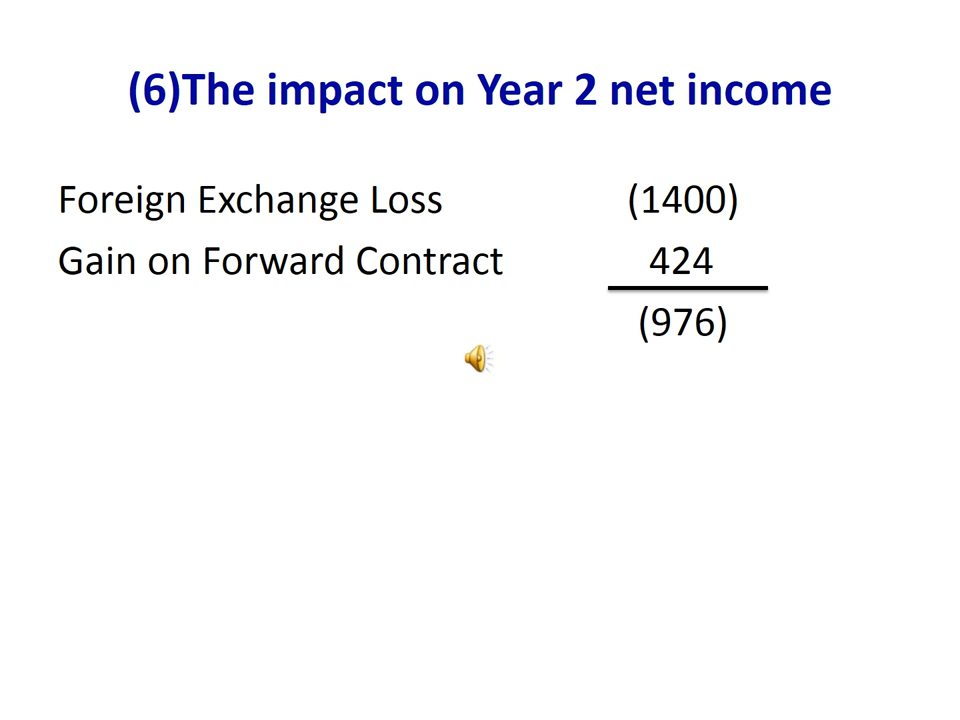 (6)The impact on Year 2 net income
Foreign Exchange Loss (1400)
Gain on Forward Contract 424
(976)